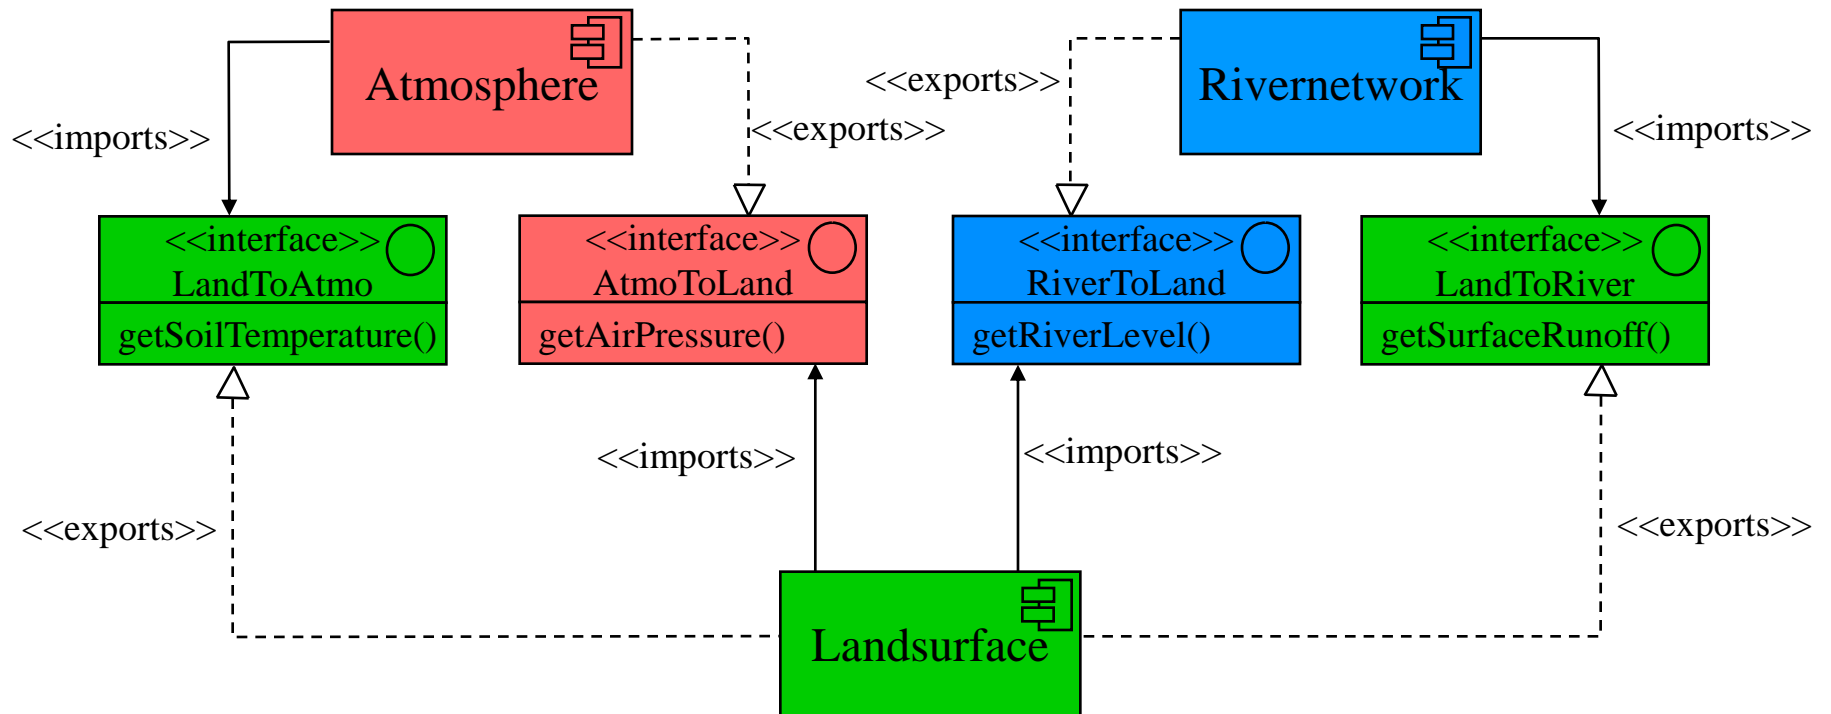 Atmosphere
Rivernetwork
<<exports>>
<<imports>>
<<exports>>
<<imports>>
<<interface>>
LandToAtmo
getSoilTemperature()
<<interface>>
AtmoToLand
getAirPressure()
<<interface>>
RiverToLand
getRiverLevel()
<<interface>>
LandToRiver
getSurfaceRunoff()
<<imports>>
<<imports>>
<<exports>>
<<exports>>
Landsurface